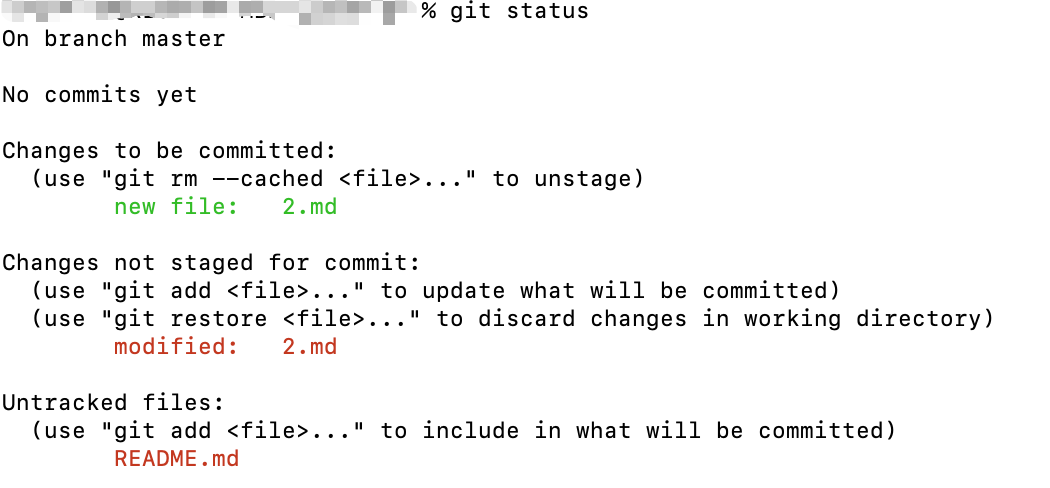 % git status
On branch master
No commits yet
Changes to be committed:
(use "git rm --cached <file>..." to unstage)
new file: 2.md
Changes not staged for commit:
(use "git add <file>..." to update what will be committed)
(use "git restore <file>..." to discard changes in working directory)
modified: 2.md
Untracked files:
(use "git add <file>..." to include in what will be committed)
README.md